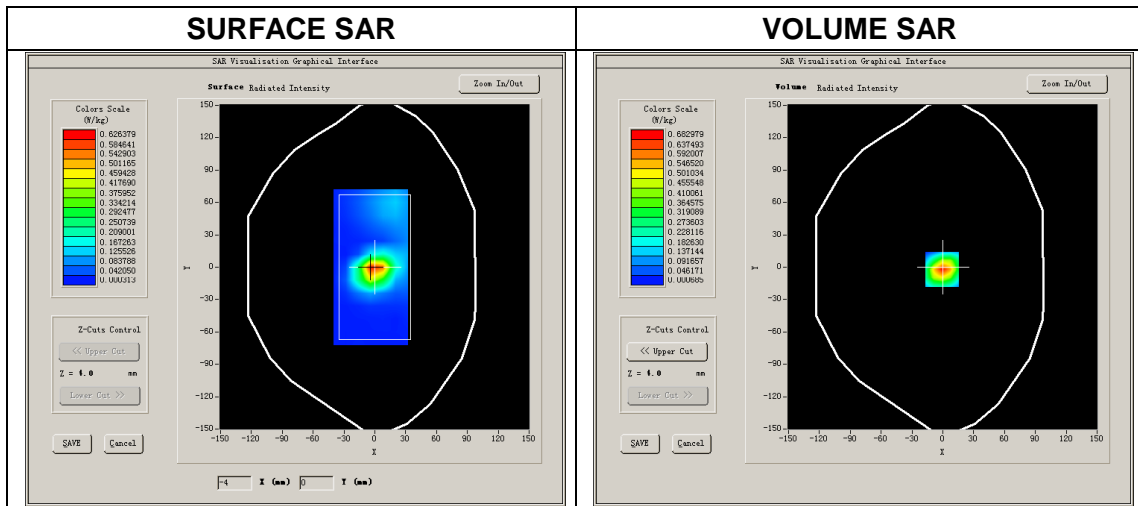 SURFACE SAR
VOLUME SAR
SAR Visualisation Graphical Interface
Surface Radiated Intensity
Zoom In/Out
Colors Scale
(W/kg)
0.626379
0.584641
0.542903
0.501165
0.459428
0.417690
0.375952
0.334214
0.292477
0.250739
0.209001
0.167263
0.125526
0.083788
0.042050
0.000313
150
120
90
60
30
0
-30
-60
-90
-120
-150
Y
-150 -120 -90 -60 -30 0 30 60 90 120 150
X
Z-Cuts Control
<< Upper Cut
Z = 4.0 mm
Lower Cut >>
SAVE Cancel
-4 X (mm) 0 Y (mm)
SAR Visualisation Graphical Interface
Volume Radiated Intensity
Zoom In/Out
Colors Scale
(W/kg)
0.682979
0.637493
0.592007
0.546520
0.501034
0.455548
0.410061
0.364575
0.319089
0.273603
0.228116
0.182630
0.137144
0.091657
0.046171
0.000685
150
120
90
60
30
0
-30
-60
-90
-120
-150
Y
-150 -120 -90 -60 -30 0 30 60 90 120 150
X
Z-Cuts Control
<< Upper Cut
Z = 4.0 mm
Lower Cut >>
SAVE Cancel